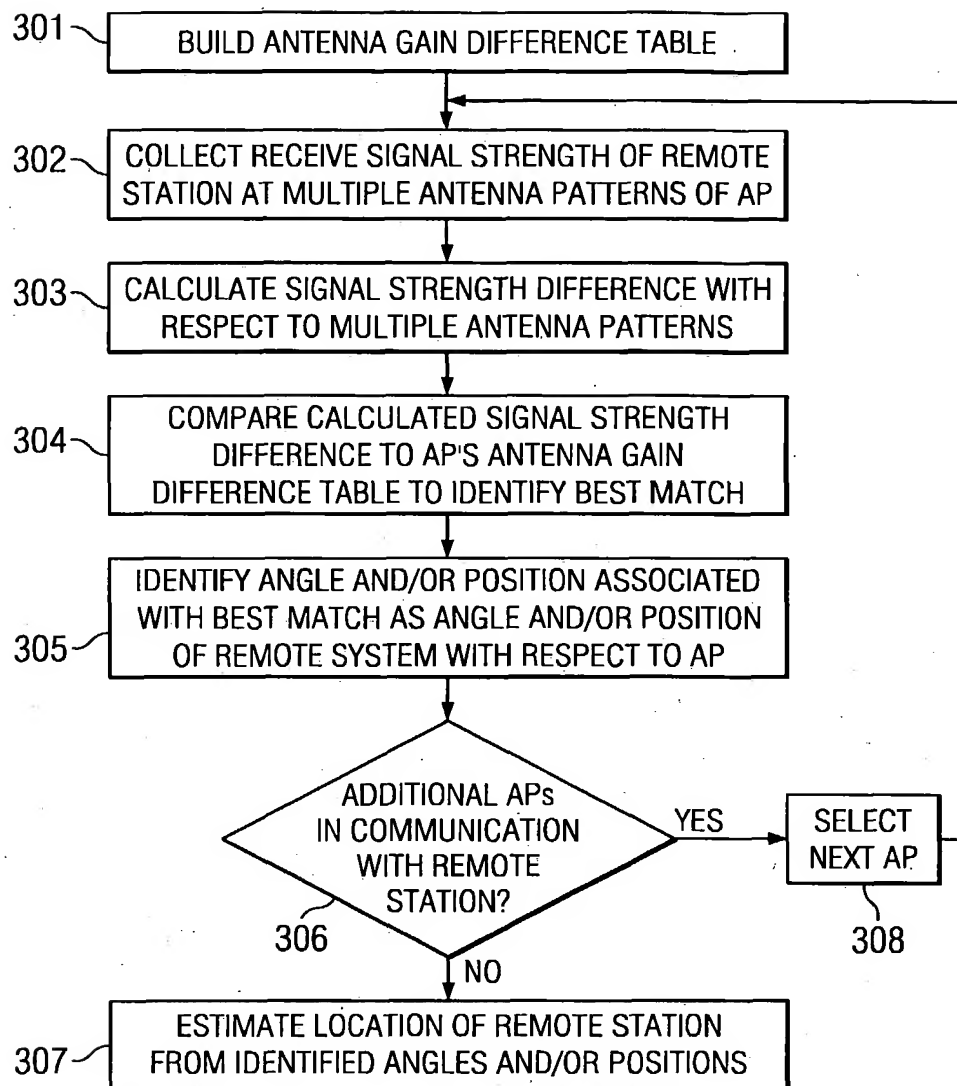 301
BUILD ANTENNA GAIN DIFFERENCE TABLE
302
COLLECT RECEIVE SIGNAL STRENGTH OF REMOTE
STATION AT MULTIPLE ANTENNA PATTERNS OF AP
303
CALCULATE SIGNAL STRENGTH DIFFERENCE WITH
RESPECT TO MULTIPLE ANTENNA PATTERNS
304
COMPARE CALCULATED SIGNAL STRENGTH
DIFFERENCE TO AP'S ANTENNA GAIN
DIFFERENCE TABLE TO IDENTIFY BEST MATCH
305
IDENTIFY ANGLE AND/OR POSITION ASSOCIATED
WITH BEST MATCH AS ANGLE AND/OR POSITION
OF REMOTE SYSTEM WITH RESPECT TO AP
ADDITIONAL APs
IN COMMUNICATION
WITH REMOTE
STATION?
306
YES
SELECT
NEXT AP
308
NO
307
ESTIMATE LOCATION OF REMOTE STATION
FROM IDENTIFIED ANGLES AND/OR POSITIONS